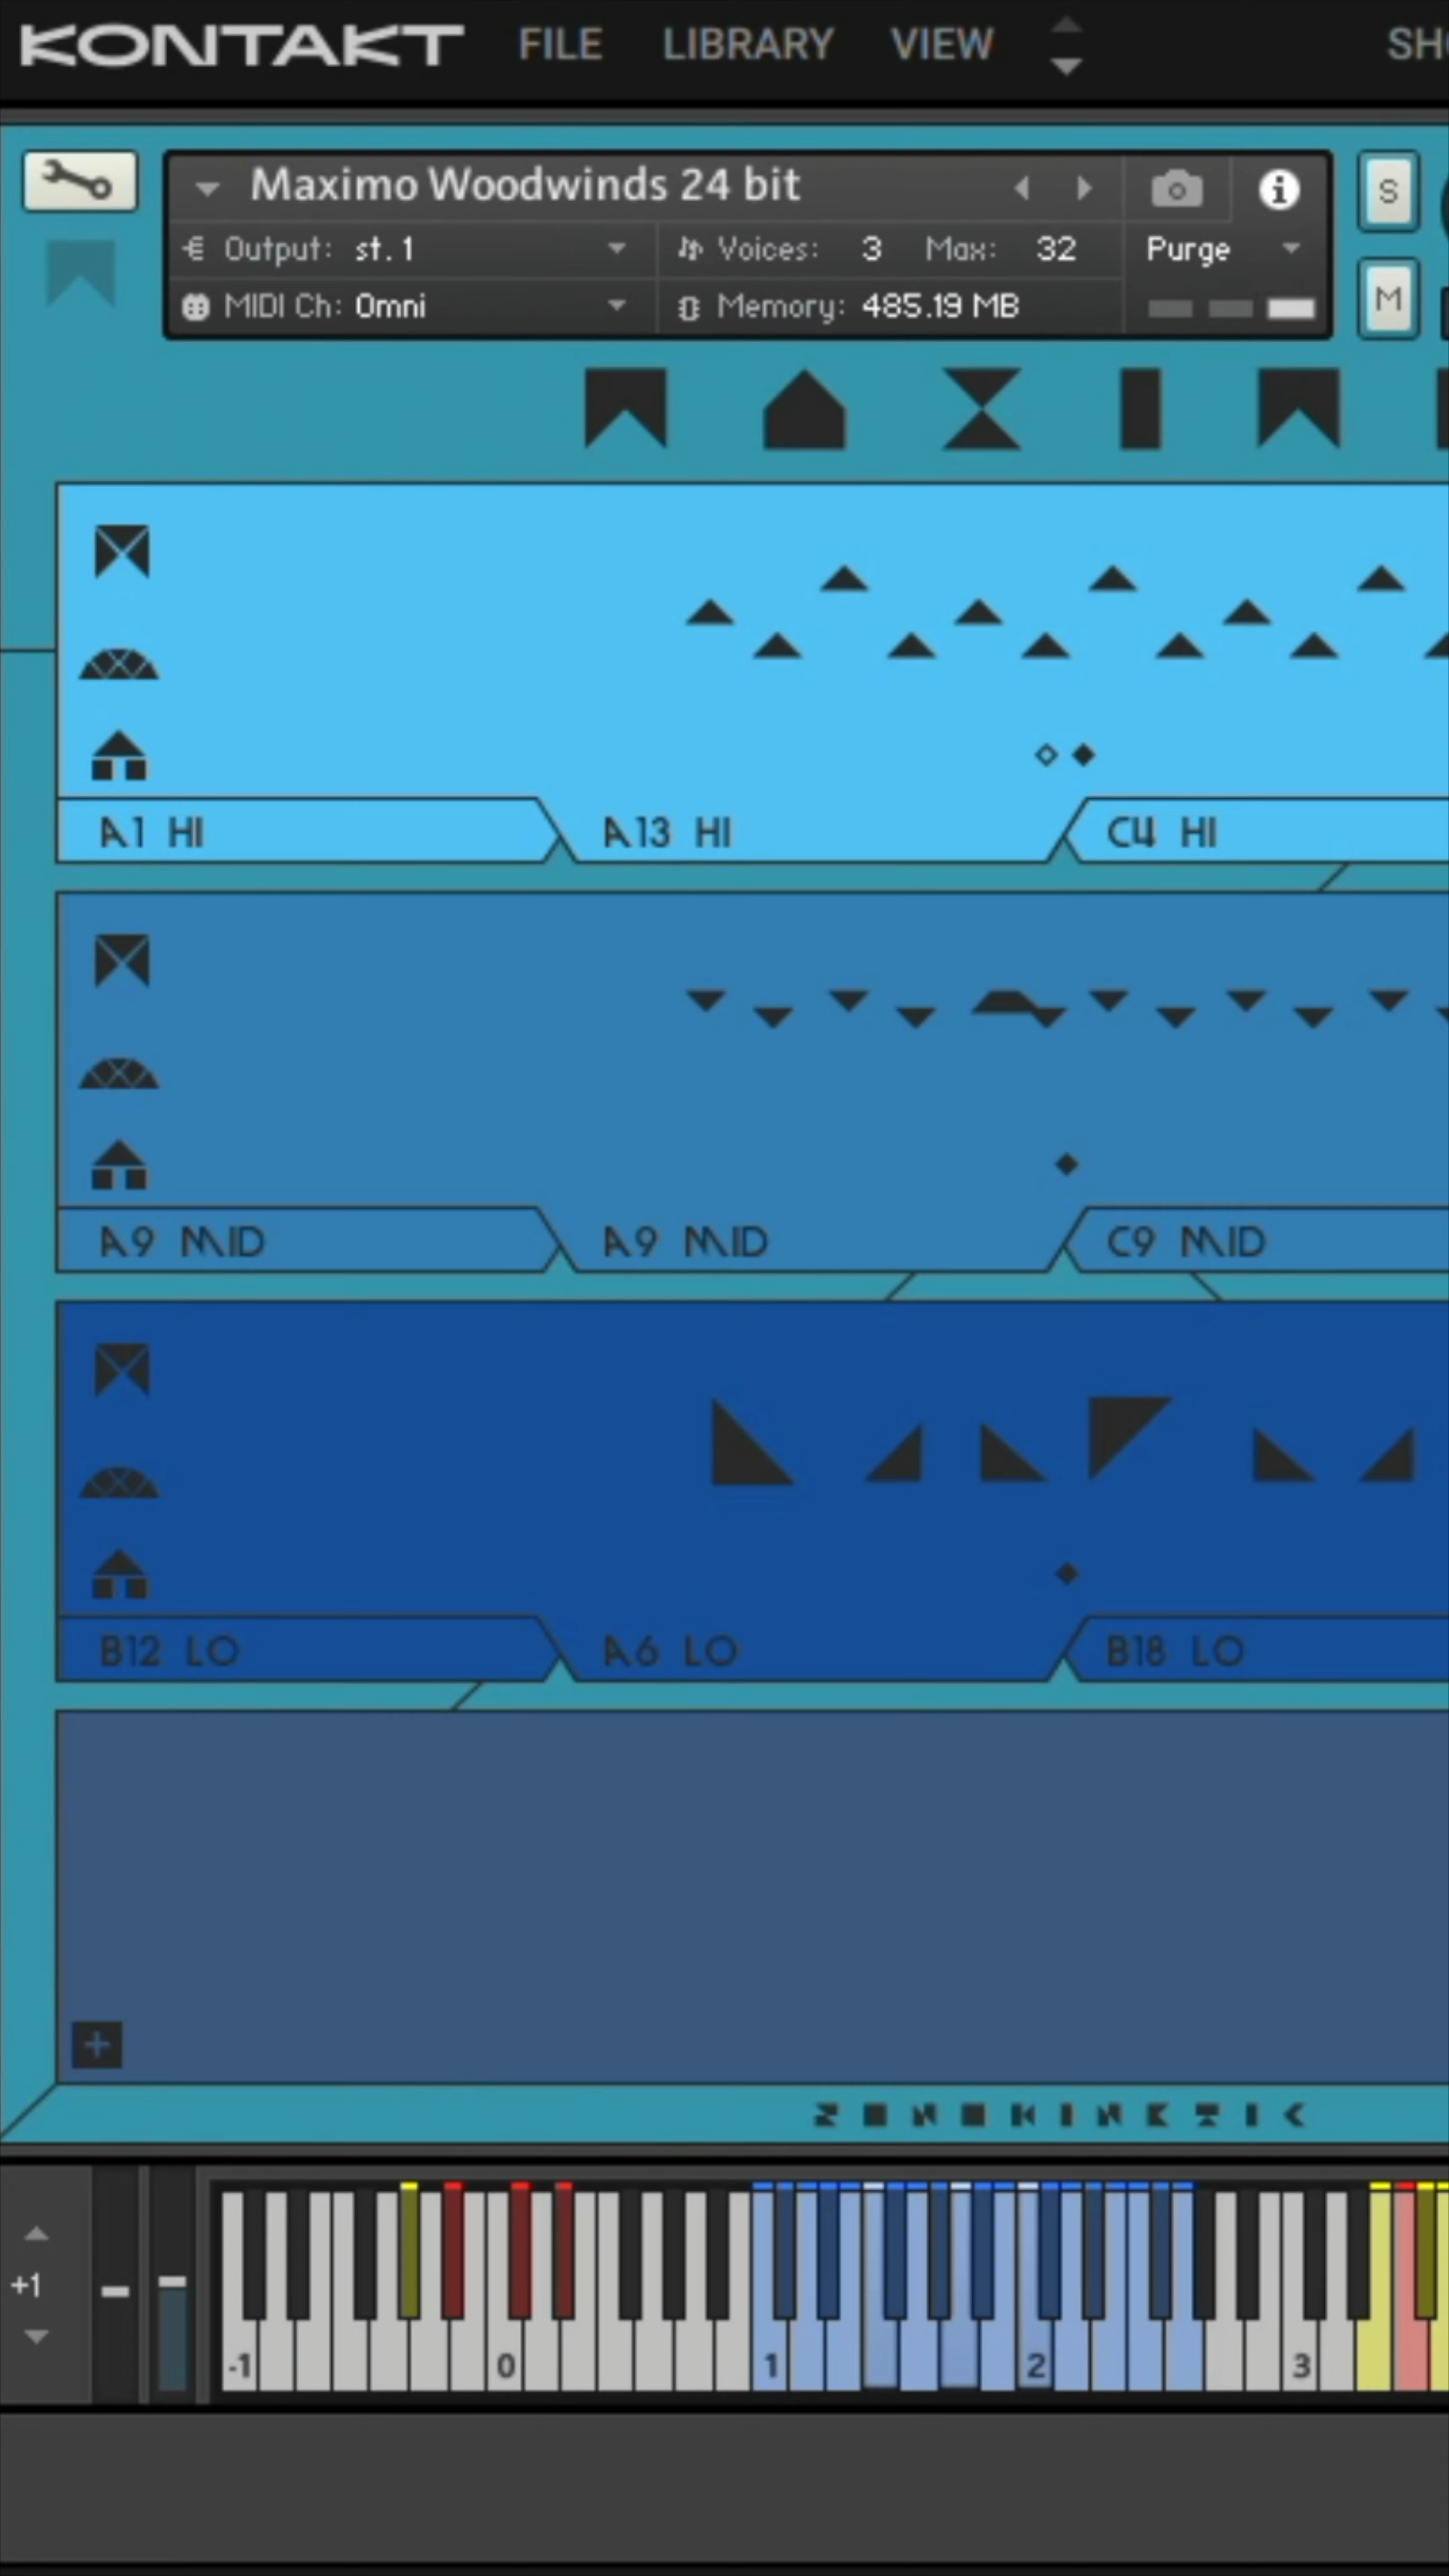 KONTAKT FILE LIBRARY VIEW
Maximo Woodwinds 24 bit
S
Output: st.1 Voices: 3 Max: 32 Purge
MIDI Ch: Omni Memory: 485.19 MB
M
A1 HI A13 HI C4 HI
A9 MID A9 MID C9 MID
B12 LO A6 LO B18 LO
+
SONOKINETIC
+1
-1 0 1 2 3